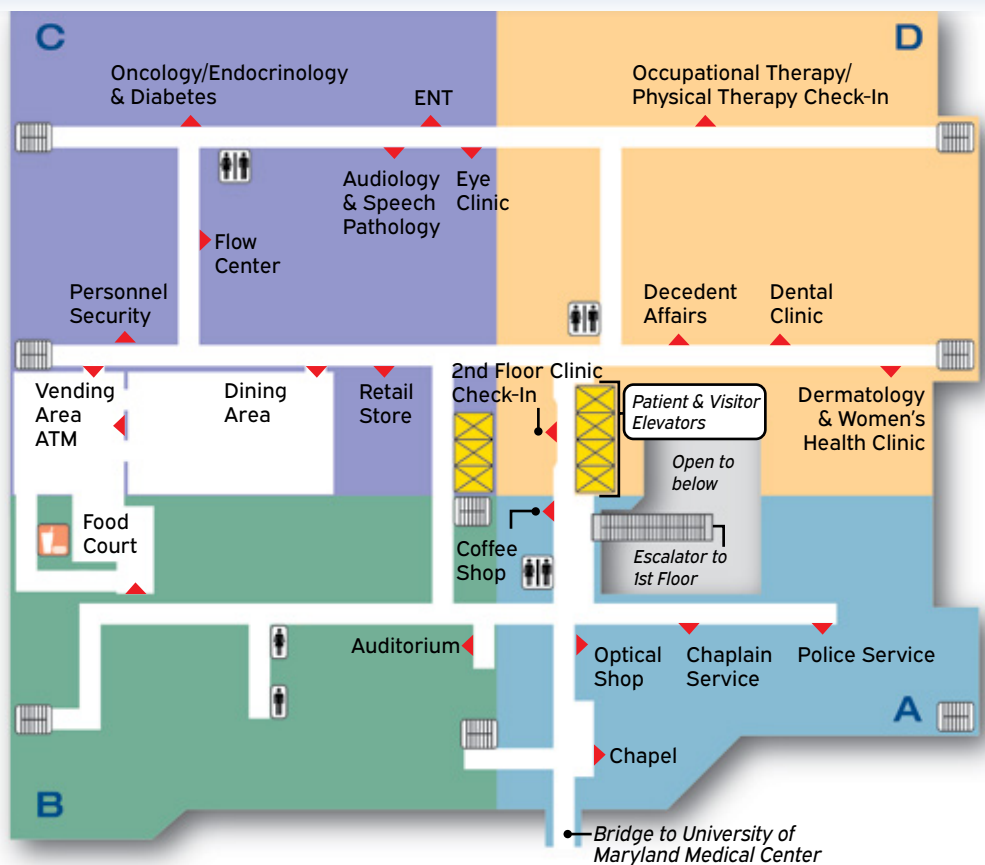 C
D
Oncology/Endocrinology
& Diabetes
ENT
Occupational Therapy/
Physical Therapy Check-In
Audiology
& Speech
Pathology
Eye
Clinic
Flow
Center
Personnel
Security
Decedent
Affairs
Dental
Clinic
Vending
Area
ATM
Dining
Area
Retail
Store
2nd Floor Clinic
Check-In
Patient & Visitor
Elevators
Dermatology
& Women's
Health Clinic
Open to
below
Food
Court
Coffee
Shop
Escalator to
1st Floor
Auditorium
Optical
Shop
Chaplain
Service
Police Service
A
Chapel
B
Bridge to University of
Maryland Medical Center